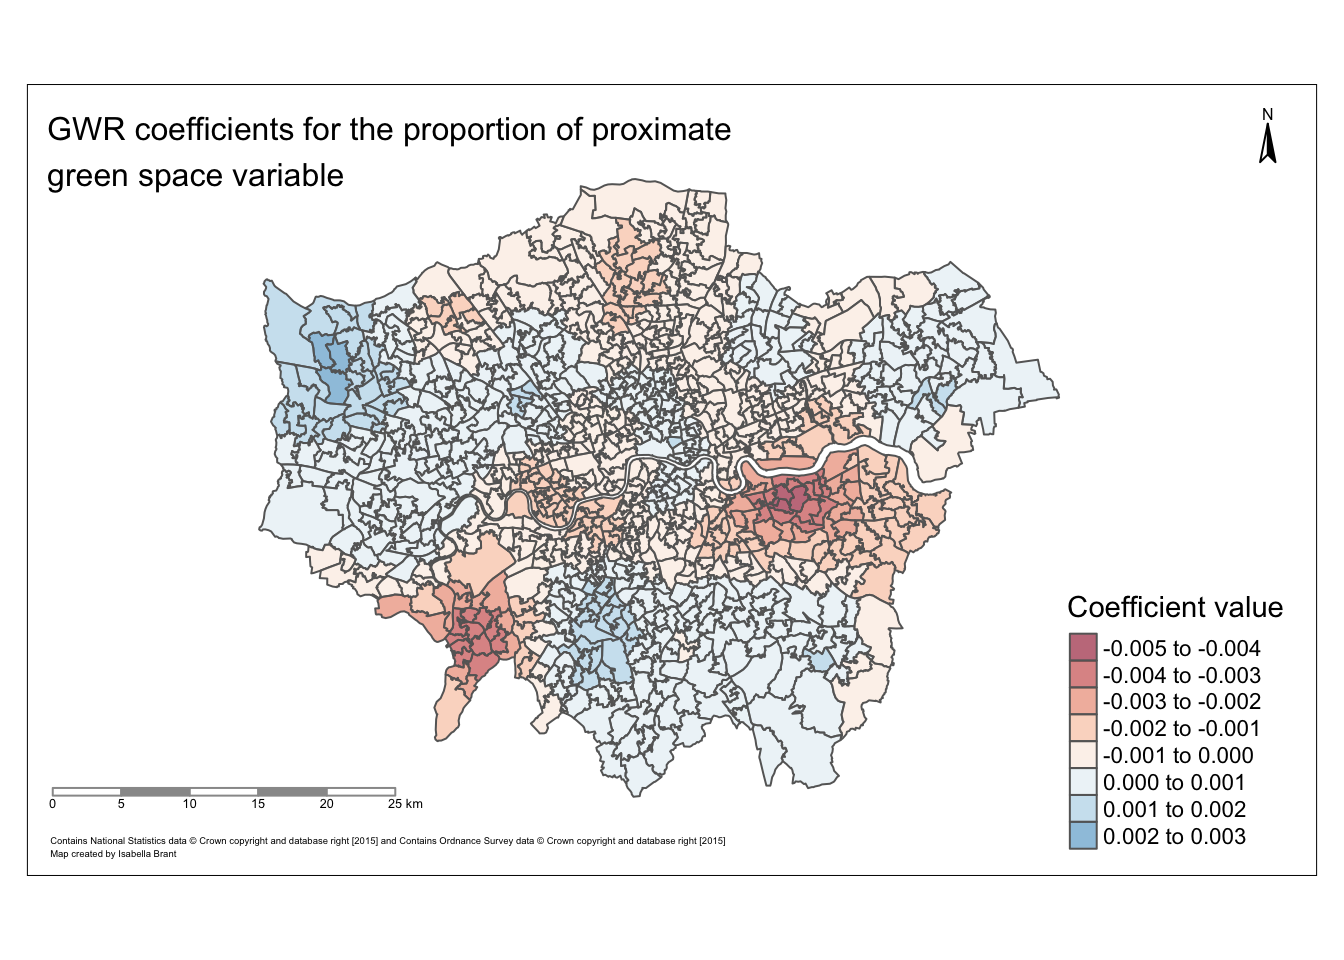 GWR coefficients for the proportion of proximate
green space variable
N
Coefficient value
-0.005 to -0.004
-0.004 to -0.003
-0.003 to -0.002
-0.002 to -0.001
-0.001 to 0.000
0.000 to 0.001
0.001 to 0.002
0.002 to 0.003
0 5 10 15 20 25 km
Contains National Statistics data © Crown copyright and database right [2015] and Contains Ordnance Survey data © Crown copyright and database right [2015]
Map created by Isabella Brant